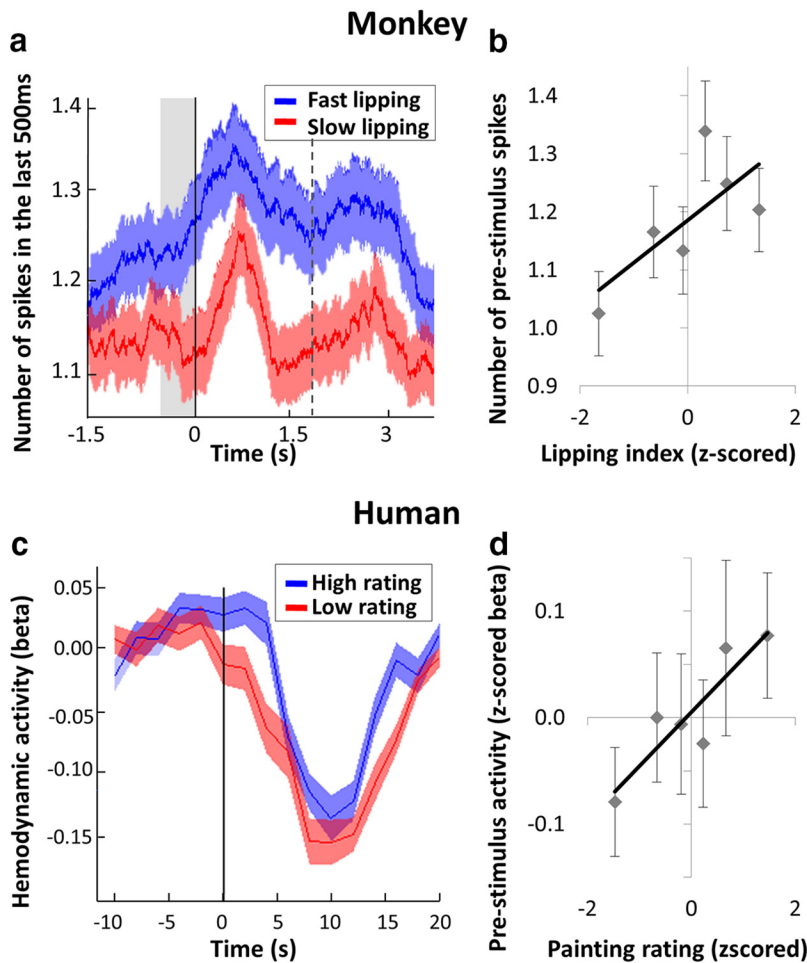 Monkey
a
Number of spikes in the last 500ms
1.4
1.3
1.2
1.1
Fast lipping
Slow lipping
-1.5
0
1.5
3
Time (s)
b
Number of pre-stimulus spikes
1.4
1.3
1.2
1.1
1.0
0.9
-2
0
2
Lipping index (z-scored)
Human
c
Hemodynamic activity (beta)
0.05
0.00
-0.05
-0.10
-0.15
High rating
Low rating
-10
-5
0
5
10
15
20
Time (s)
d
Pre-stimulus activity (z-scored beta)
0.1
0.0
-0.1
-2
0
2
Painting rating (zscored)